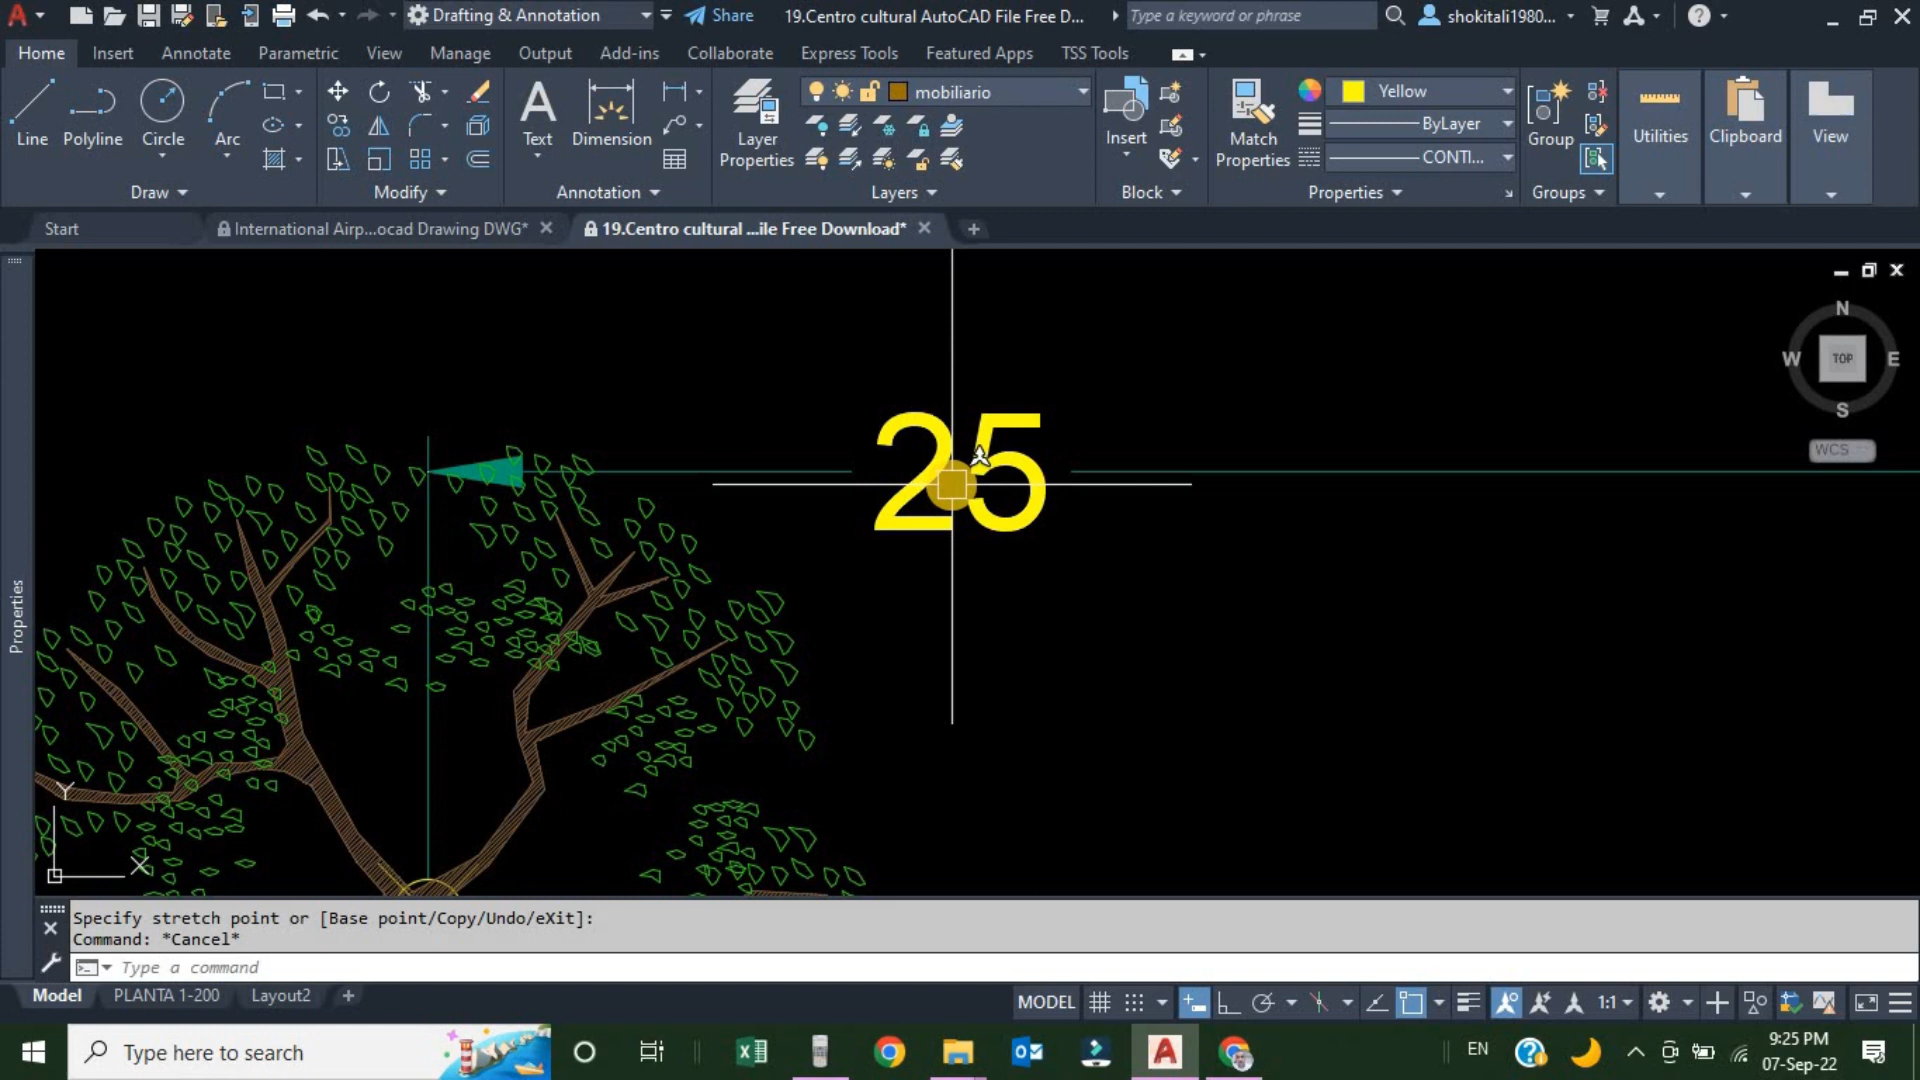 Drafting & Annotation
Share
19.Centro cultural AutoCAD File Free D...
Type a keyword or phrase
shokitali1980...
Home
Insert
Annotate
Parametric
View
Manage
Output
Add-ins
Collaborate
Express Tools
Featured Apps
TSS Tools
Line
Polyline
Circle
Arc
Text
Dimension
Layer Properties
mobiliario
Insert
Match Properties
Yellow
ByLayer
CONTI...
Group
Utilities
Clipboard
View
Draw
Modify
Annotation
Layers
Block
Properties
Groups
Start
International Airp...ocad Drawing DWG*
19.Centro cultural ...ile Free Download*
N
W
TOP
E
S
WCS
25
Properties
Y
X
Specify stretch point or [Base point/Copy/Undo/eXit]:
Command: *Cancel*
Type a command
Model
PLANTA 1-200
Layout2
MODEL
1:1
Type here to search
EN
9:25 PM
07-Sep-22